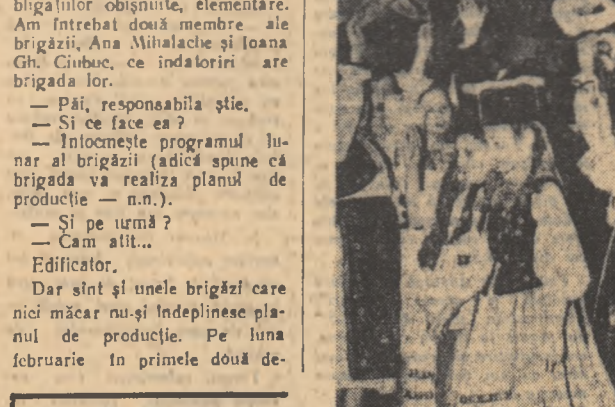 bligațiilor obișnuite, elementare.
Am întrebat două membre ale
brigăzii, Ana Mihalache și Ioana
Gh. Ciubuc, ce îndatoriri are
brigada lor.
— Păi, responsabila știe.
— Și ce face ea ?
— Întocmește programul lu-
nar al brigăzii (adică spune că
brigada va realiza planul de
producție — n.n.).
— Și pe urmă ?
— Cam atît...
Edificator.
Dar sînt și unele brigăzi care
nici măcar nu-și îndeplinesc pla-
nul de producție. Pe luna
februarie în primele două de-